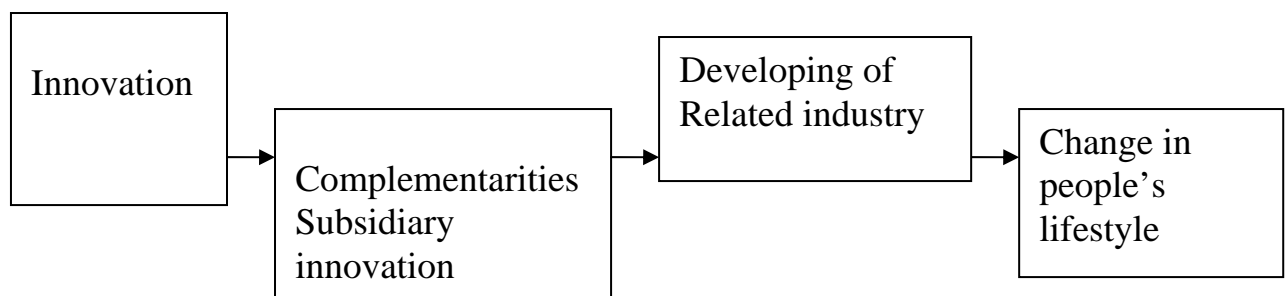 Innovation
Complementarities
Subsidiary
innovation
Developing of
Related industry
Change in
people’s
lifestyle